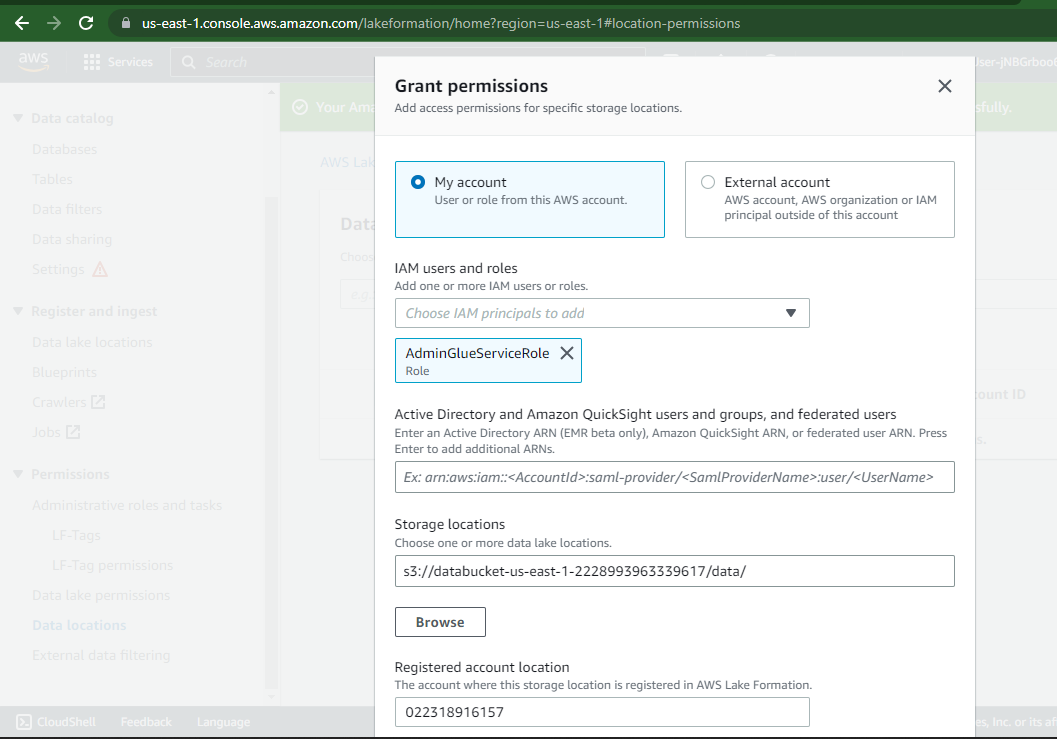 us-east-1.console.aws.amazon.com/lakeformation/home?region=us-east-1#location-permissions
aws
Services
Search
Data catalog
Databases
Tables
Data filters
Data sharing
Settings
Register and ingest
Data lake locations
Blueprints
Crawlers
Jobs
Permissions
Administrative roles and tasks
LF-Tags
LF-Tag permissions
Data lake permissions
Data locations
External data filtering
Your Ama
sfully.
AWS Lak
Data
Choos
e.g.
ount ID
s.
Grant permissions
Add access permissions for specific storage locations.
My account
User or role from this AWS account.
External account
AWS account, AWS organization or IAM
principal outside of this account
IAM users and roles
Add one or more IAM users or roles.
Choose IAM principals to add
AdminGlueServiceRole
Role
Active Directory and Amazon QuickSight users and groups, and federated users
Enter an Active Directory ARN (EMR beta only), Amazon QuickSight ARN, or federated user ARN. Press
Enter to add additional ARNs.
Ex: arn:aws:iam::<AccountId>:saml-provider/<SamlProviderName>:user/<UserName>
Storage locations
Choose one or more data lake locations.
s3://databucket-us-east-1-2228993963339617/data/
Browse
Registered account location
The account where this storage location is registered in AWS Lake Formation.
022318916157
CloudShell
Feedback
Language
es, Inc. or its af